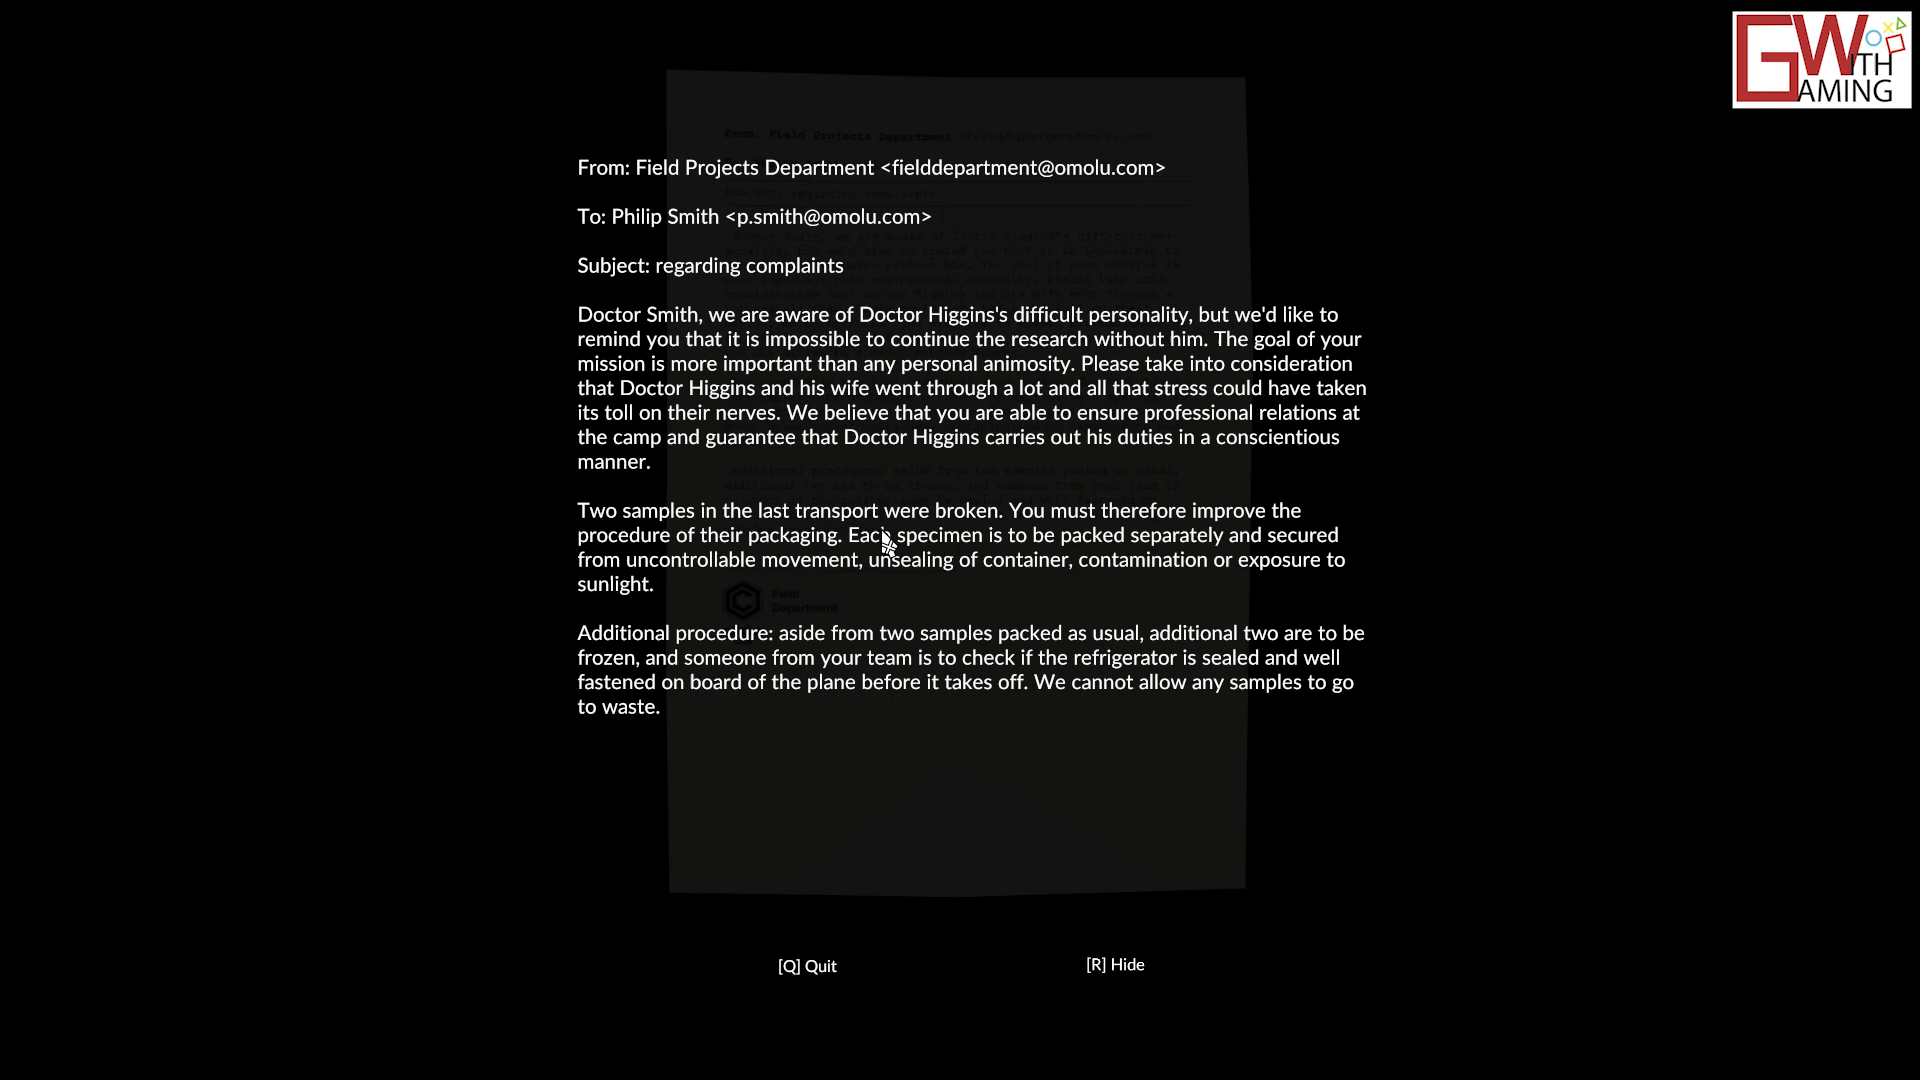 GWITH
GAMING
From: Field Projects Department <fielddepartment@omolu.com>
To: Philip Smith <p.smith@omolu.com>
Subject: regarding complaints
Doctor Smith, we are aware of Doctor Higgins's difficult personality, but we'd like to
remind you that it is impossible to continue the research without him. The goal of your
mission is more important than any personal animosity. Please take into consideration
that Doctor Higgins and his wife went through a lot and all that stress could have taken
its toll on their nerves. We believe that you are able to ensure professional relations at
the camp and guarantee that Doctor Higgins carries out his duties in a conscientious
manner.
Two samples in the last transport were broken. You must therefore improve the
procedure of their packaging. Each specimen is to be packed separately and secured
from uncontrollable movement, unsealing of container, contamination or exposure to
sunlight.
Field
Department
Additional procedure: aside from two samples packed as usual, additional two are to be
frozen, and someone from your team is to check if the refrigerator is sealed and well
fastened on board of the plane before it takes off. We cannot allow any samples to go
to waste.
[Q] Quit
[R] Hide